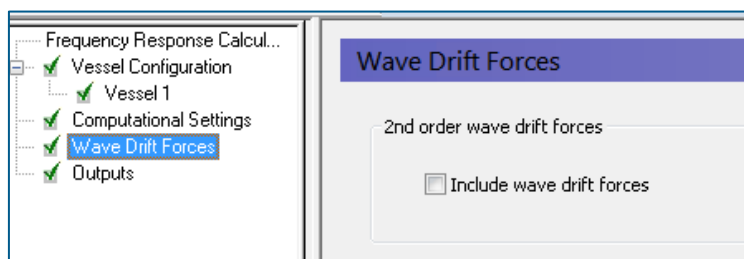 Frequency Response Calcul...
Vessel Configuration
Vessel 1
Computational Settings
Wave Drift Forces
Outputs
Wave Drift Forces
2nd order wave drift forces
Include wave drift forces